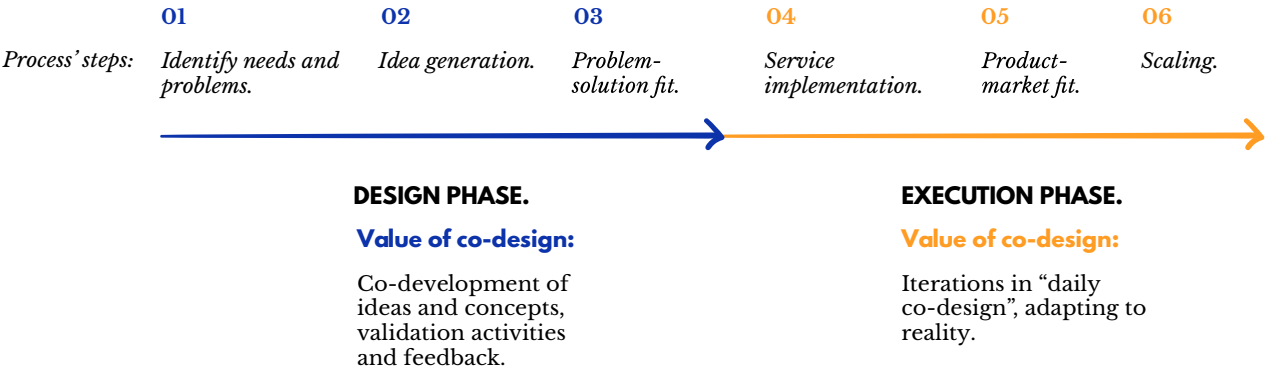 01
02
03
04
05
06
Process’ steps:
Identify needs and
problems.
Idea generation.
Problem-
solution fit.
Service
implementation.
Product-
market fit.
Scaling.
DESIGN PHASE.
Value of co-design:
Co-development of
ideas and concepts,
validation activities
and feedback.
EXECUTION PHASE.
Value of co-design:
Iterations in “daily
co-design”, adapting to
reality.